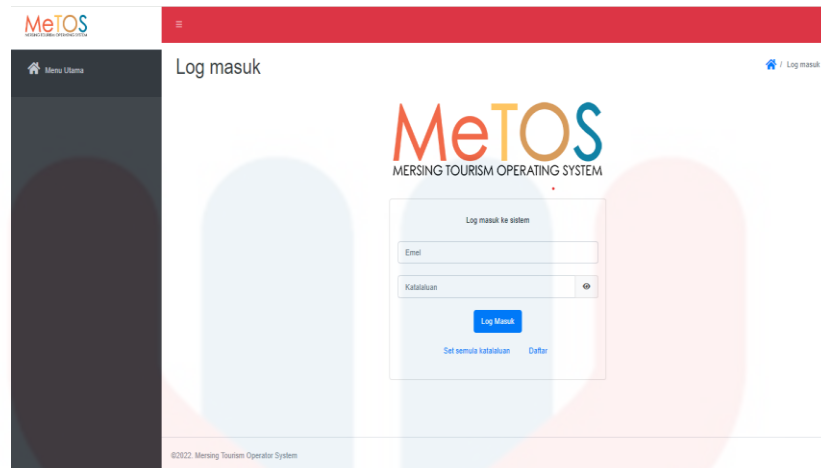 MeTOS
MERSING TOURISM OPERATING SYSTEM
Menu Utama
Log masuk
/ Log masuk
MeTOS
MERSING TOURISM OPERATING SYSTEM
Log masuk ke sistem
Emel
Katalaluan
Log Masuk
Set semula katalaluan Daftar
©2022. Mersing Tourism Operator System